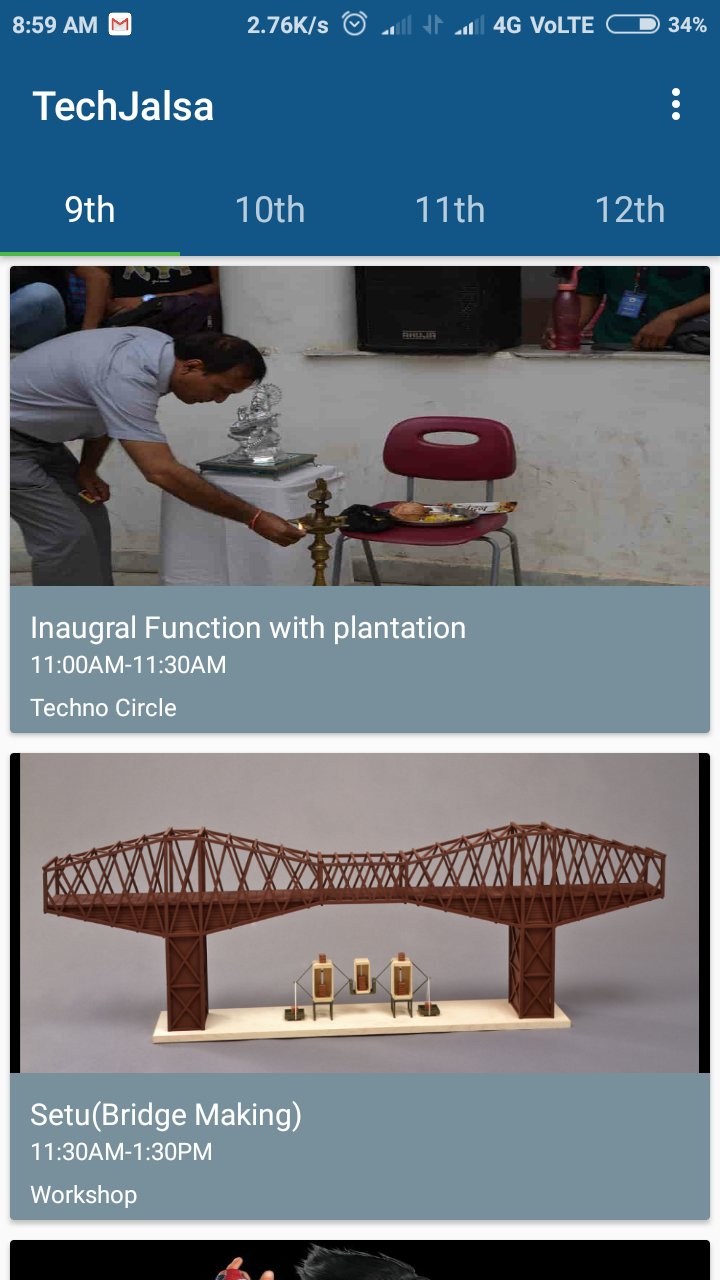 8:59 AM 2.76K/s 4G VoLTE 34%
TechJalsa
9th 10th 11th 12th
AHUJA
Inaugral Function with plantation
11:00AM-11:30AM
Techno Circle
Setu(Bridge Making)
11:30AM-1:30PM
Workshop